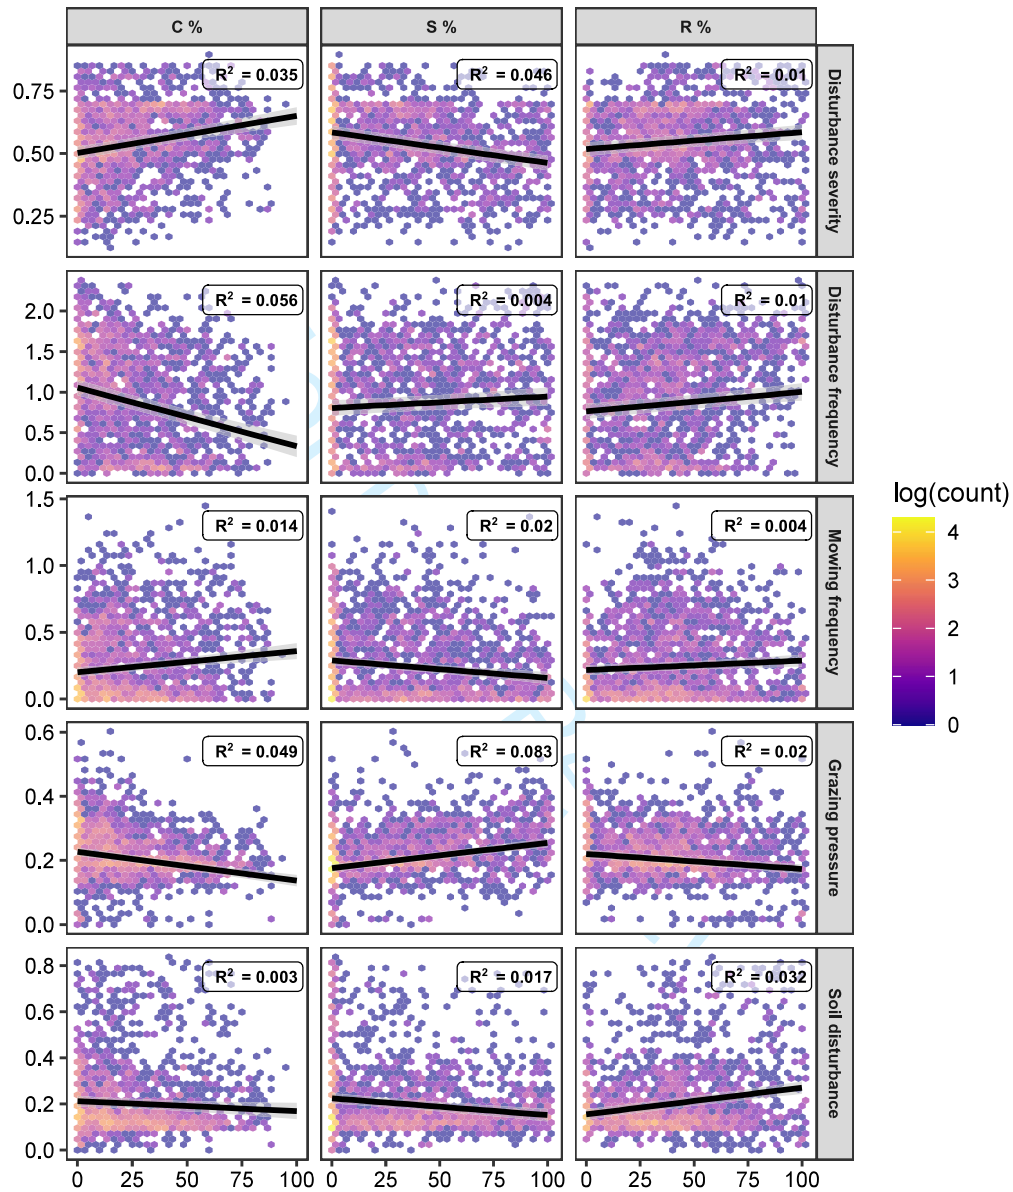 C % S % R %
R² = 0.035 R² = 0.046 R² = 0.01
0.75
0.50
0.25
Disturbance severity
R² = 0.056 R² = 0.004 R² = 0.01
2.0
1.5
1.0
0.5
0.0
Disturbance frequency
R² = 0.014 R² = 0.02 R² = 0.004
1.5
1.0
0.5
0.0
Mowing frequency
R² = 0.049 R² = 0.083 R² = 0.02
0.6
0.4
0.2
0.0
Grazing pressure
R² = 0.003 R² = 0.017 R² = 0.032
0.8
0.6
0.4
0.2
0.0
Soil disturbance
0 25 50 75 100 0 25 50 75 100 0 25 50 75 100
log(count)
4
3
2
1
0